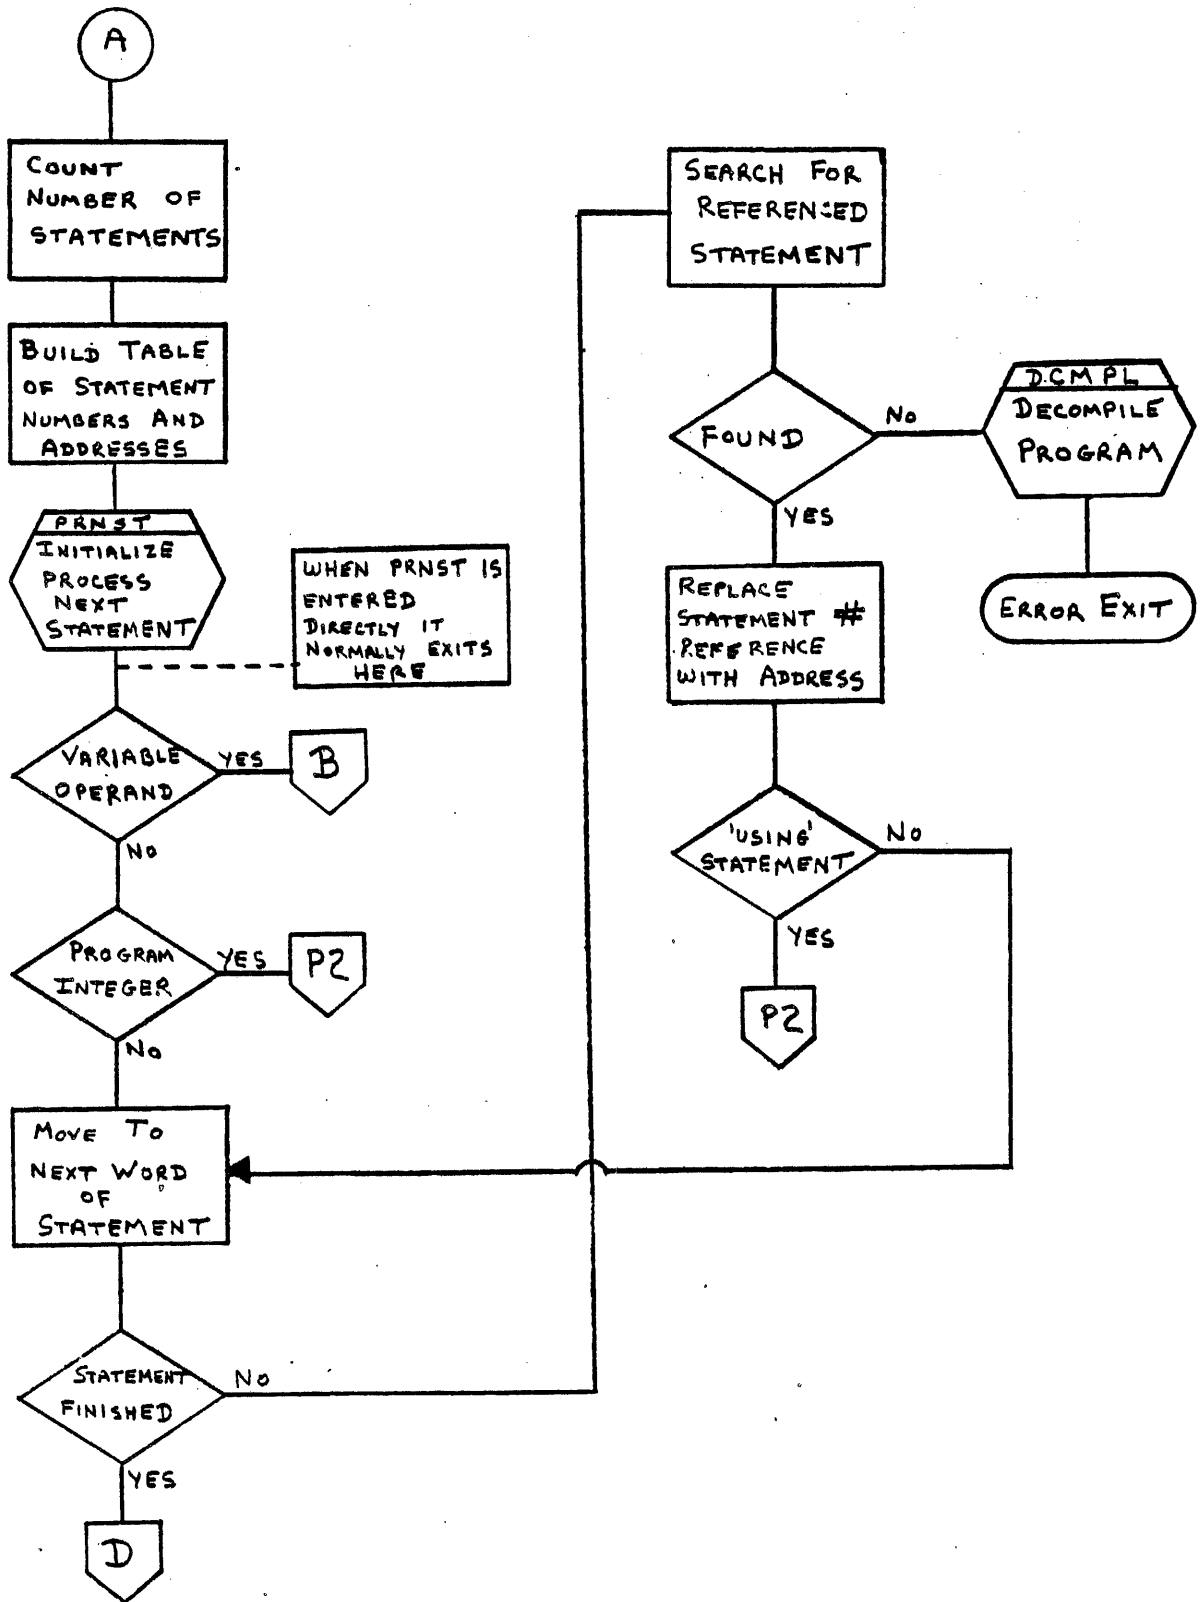 A
COUNT
NUMBER OF
STATEMENTS
BUILD TABLE
OF STATEMENT
NUMBERS AND
ADDRESSES
PRNST
INITIALIZE
PROCESS
NEXT
STATEMENT
WHEN PRNST IS
ENTERED
DIRECTLY IT
NORMALLY EXITS
HERE
VARIABLE
OPERAND
YES
B
NO
PROGRAM
INTEGER
YES
P2
NO
MOVE TO
NEXT WORD
OF
STATEMENT
STATEMENT
FINISHED
NO
YES
D
SEARCH FOR
REFERENCED
STATEMENT
FOUND
NO
D.CMPL
DECOMPILE
PROGRAM
ERROR EXIT
YES
REPLACE
STATEMENT #
REFERENCE
WITH ADDRESS
'USING'
STATEMENT
NO
YES
P2